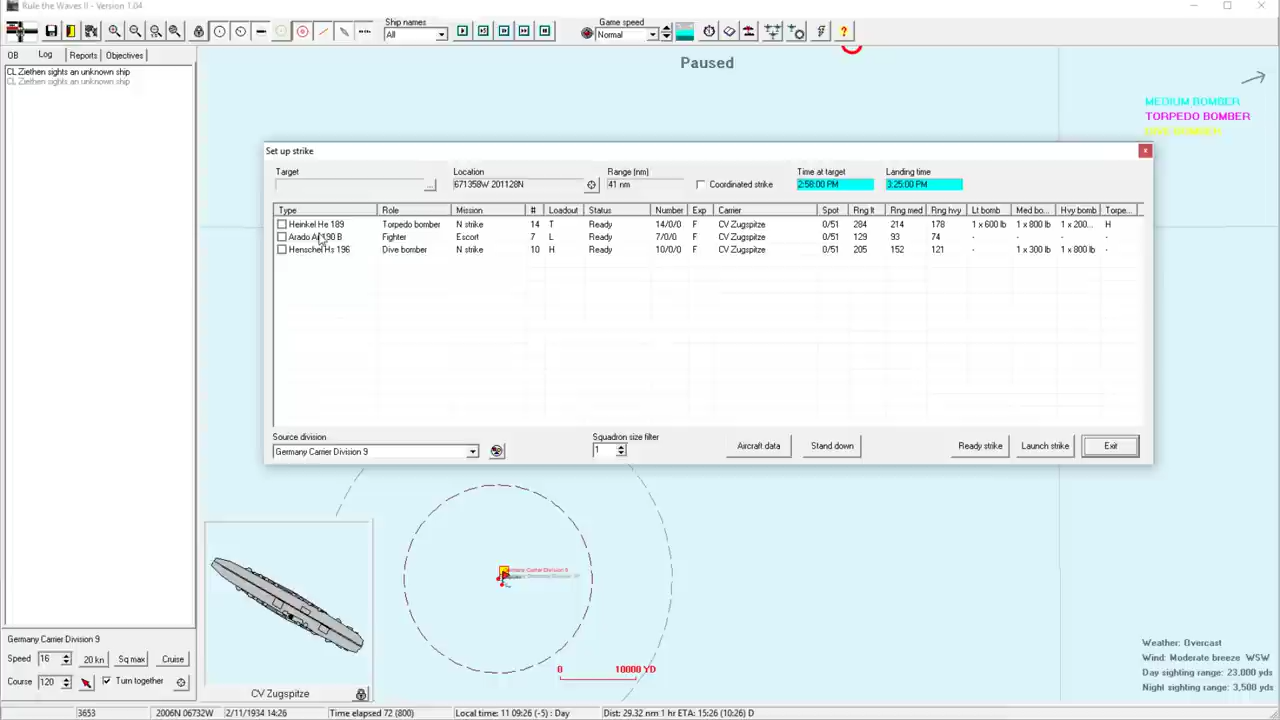 Rule the Waves II - Version 1.04
Ship names
All
Game speed
Normal
OB
Log
Reports
Objectives
CL Ziethen sights an unknown ship
CL Ziethen sights an unknown ship
Paused
MEDIUM BOMBER
TORPEDO BOMBER
DIVE BOMBER
Set up strike
Target
Location
Range (nm)
Time at target
Landing time
...
671358W 201128N
41 nm
Coordinated strike
2:58:00 PM
3:25:00 PM
Type Role Mission # Loadout Status Number Exp Carrier Spot Rng lt Rng med Rng hvy Lt bomb Med bo... Hvy bomb Torpe...
Heinkel He 189 Torpedo bomber N strike 14 T Ready 14/0/0 F CV Zugspitze 0/51 284 214 178 1 x 600 lb 1 x 800 lb 1 x 200... H
Arado 190 B Fighter Escort 7 L Ready 7/0/0 F CV Zugspitze 0/51 129 93 74 - - - -
Henschel Hs 196 Dive bomber N strike 10 H Ready 10/0/0 F CV Zugspitze 0/51 205 152 121 - 1 x 300 lb 1 x 800 lb -
Source division
Germany Carrier Division 9
Squadron size filter
1
Aircraft data
Stand down
Ready strike
Launch strike
Exit
Germany Carrier Division 9
0 10000 YD
CV Zugspitze
Germany Carrier Division 9
Speed 16 20 kn Sq max Cruise
Course 120 Turn together
Weather: Overcast
Wind: Moderate breeze WSW
Day sighting range: 23,000 yds
Night sighting range: 3,500 yds
3653 2006N 06732W 2/11/1934 14:26 Time elapsed 72 (800) Local time: 11 09:26 (-5) : Day Dist: 29.32 nm 1 hr ETA: 15:26 (10:26) D